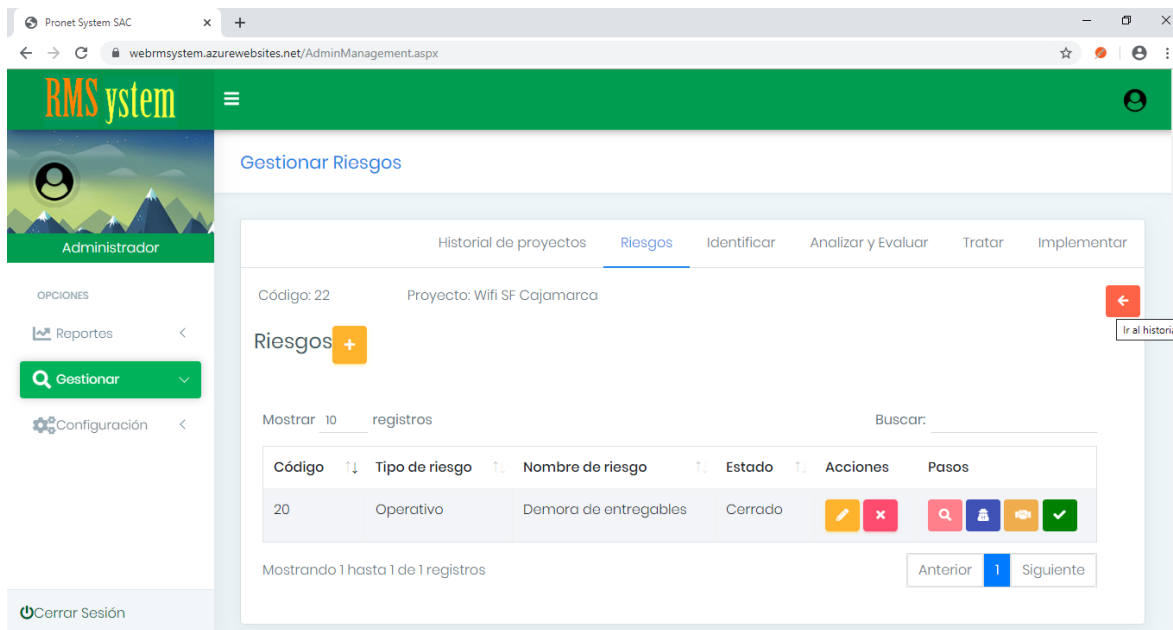 Pronet System SAC
webrmsystem.azurewebsites.net/AdminManagement.aspx
RMSystem
Gestionar Riesgos
Administrador
Historial de proyectos Riesgos Identificar Analizar y Evaluar Tratar Implementar
OPCIONES
Código: 22 Proyecto: Wifi SF Cajamarca
Ir al historia
Reportes
Riesgos +
Gestionar
Configuración
Mostrar 10 registros Buscar:
Código Tipo de riesgo Nombre de riesgo Estado Acciones Pasos
20 Operativo Demora de entregables Cerrado
Mostrando 1 hasta 1 de 1 registros Anterior 1 Siguiente
Cerrar Sesión